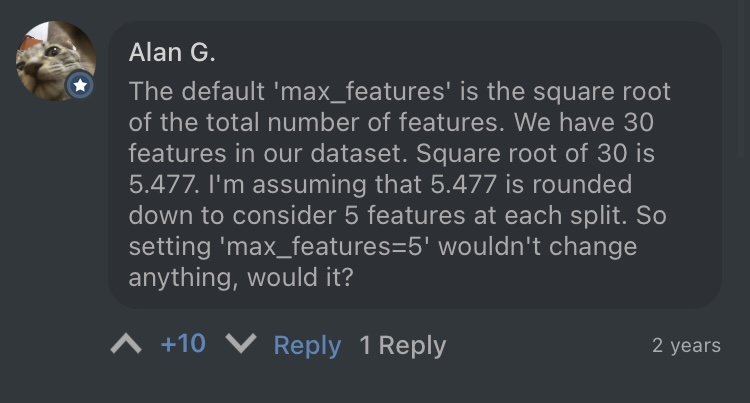 Alan G.
The default 'max_features' is the square root
of the total number of features. We have 30
features in our dataset. Square root of 30 is
5.477. I'm assuming that 5.477 is rounded
down to consider 5 features at each split. So
setting 'max_features=5' wouldn't change
anything, would it?
+10 Reply 1 Reply 2 years